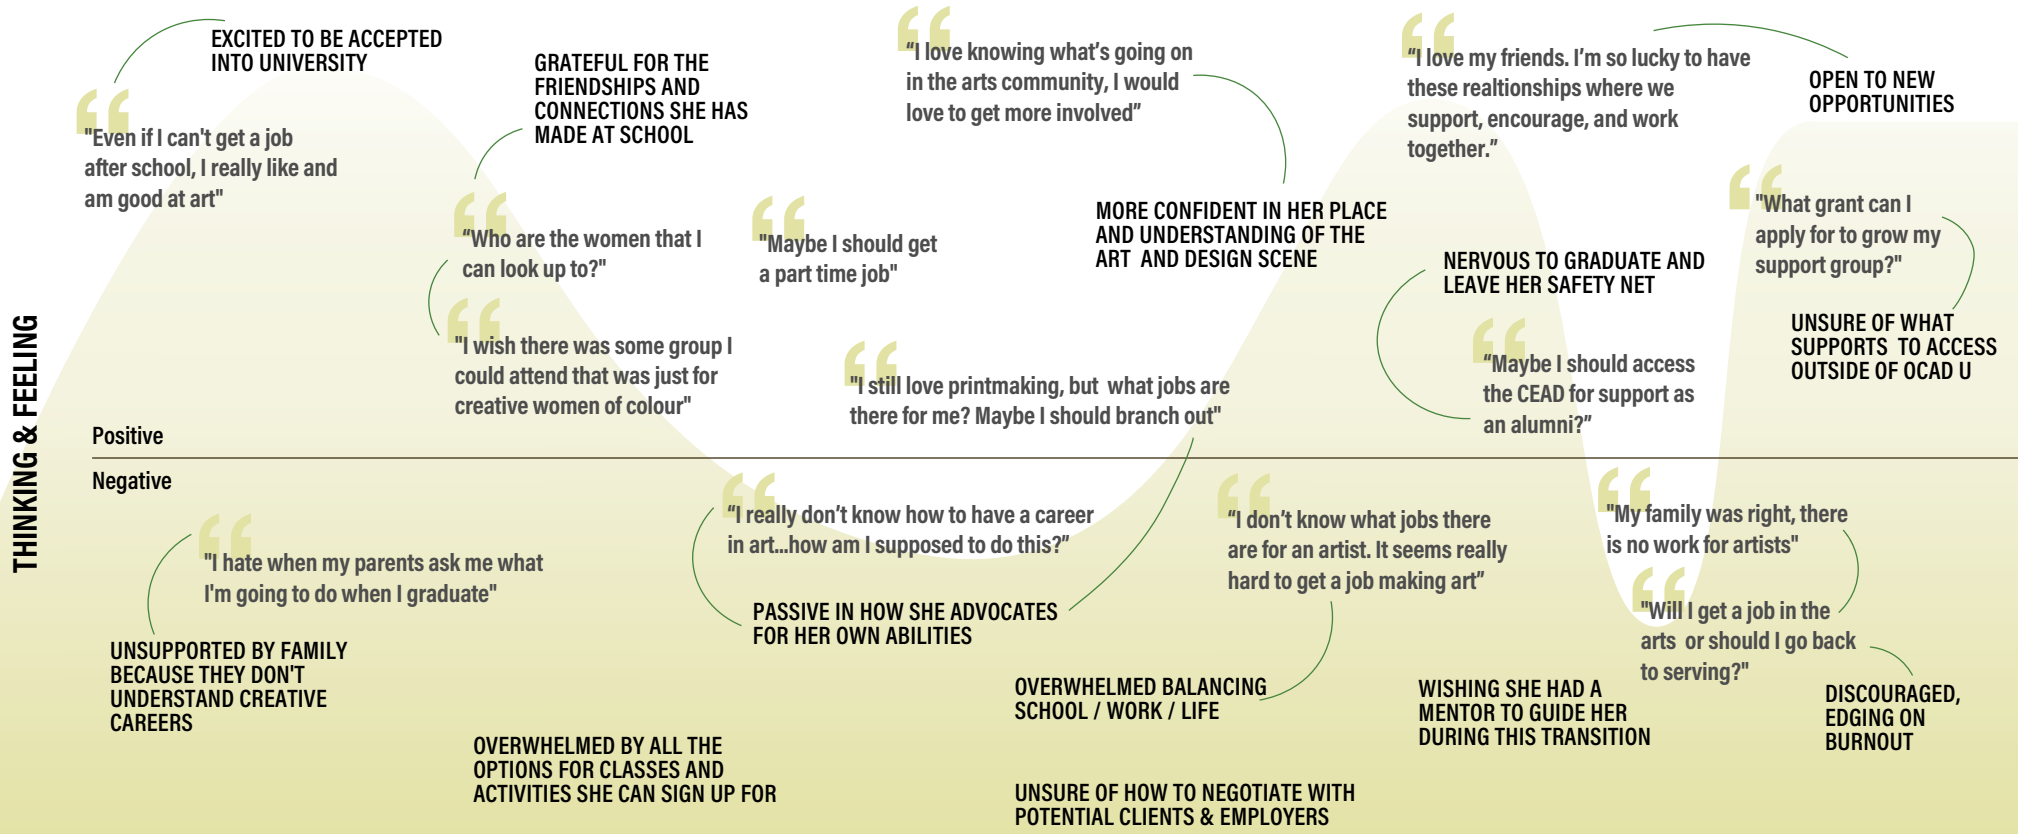 THINKING & FEELING
EXCITED TO BE ACCEPTED
INTO UNIVERSITY
"Even if I can't get a job
after school, I really like and
am good at art"
GRATEFUL FOR THE
FRIENDSHIPS AND
CONNECTIONS SHE HAS
MADE AT SCHOOL
“Who are the women that I
can look up to?"
"I wish there was some group I
could attend that was just for
creative women of colour"
"Maybe I should get
a part time job"
“I love knowing what’s going on
in the arts community, I would
love to get more involved”
MORE CONFIDENT IN HER PLACE
AND UNDERSTANDING OF THE
ART AND DESIGN SCENE
"I still love printmaking, but what jobs are
there for me? Maybe I should branch out"
“I love my friends. I’m so lucky to have
these realtionships where we
support, encourage, and work
together.”
OPEN TO NEW
OPPORTUNITIES
NERVOUS TO GRADUATE AND
LEAVE HER SAFETY NET
“Maybe I should access
the CEAD for support as
an alumni?”
"What grant can I
apply for to grow my
support group?"
UNSURE OF WHAT
SUPPORTS TO ACCESS
OUTSIDE OF OCAD U
Positive
Negative
"I hate when my parents ask me what
I'm going to do when I graduate"
UNSUPPORTED BY FAMILY
BECAUSE THEY DON'T
UNDERSTAND CREATIVE
CAREERS
OVERWHELMED BY ALL THE
OPTIONS FOR CLASSES AND
ACTIVITIES SHE CAN SIGN UP FOR
“I really don’t know how to have a career
in art...how am I supposed to do this?”
PASSIVE IN HOW SHE ADVOCATES
FOR HER OWN ABILITIES
“I don’t know what jobs there
are for an artist. It seems really
hard to get a job making art”
OVERWHELMED BALANCING
SCHOOL / WORK / LIFE
UNSURE OF HOW TO NEGOTIATE WITH
POTENTIAL CLIENTS & EMPLOYERS
WISHING SHE HAD A
MENTOR TO GUIDE HER
DURING THIS TRANSITION
"My family was right, there
is no work for artists"
"Will I get a job in the
arts or should I go back
to serving?"
DISCOURAGED,
EDGING ON
BURNOUT